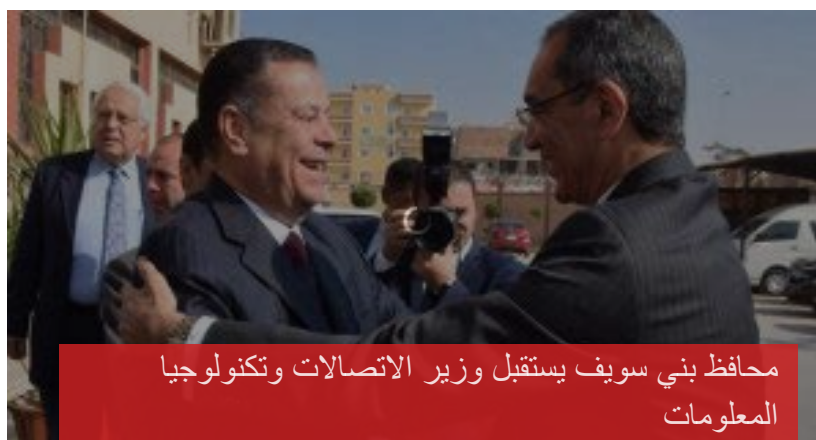 محافظ بني سويف يستقبل وزير الاتصالات وتكنولوجيا
المعلومات